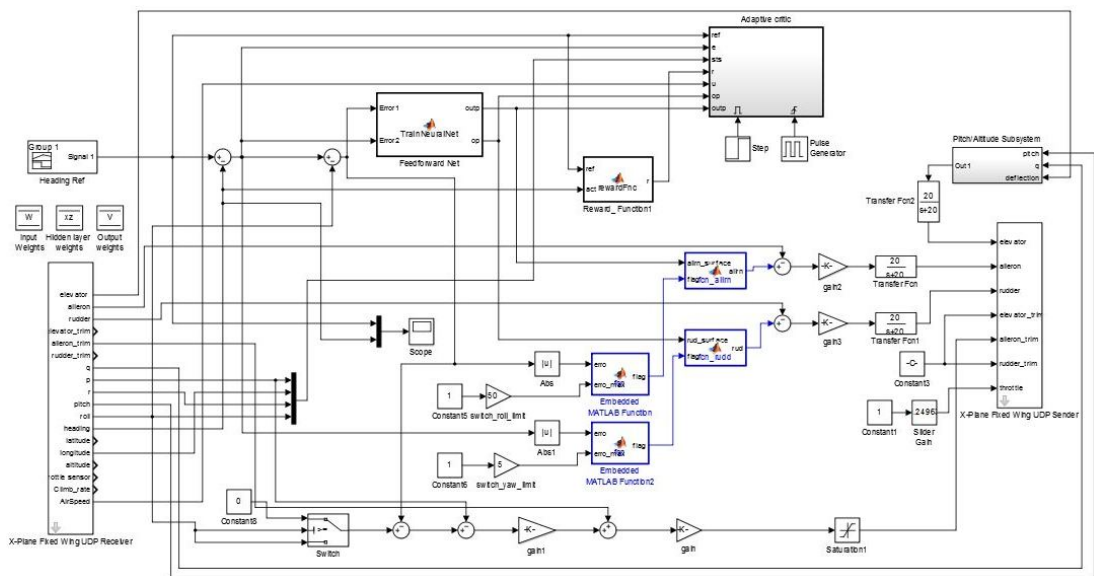 Adaptive critic
ref
e
sts
r
u
op
outp
Step
Pulse
Generator
Error1
Error2
TrainNeuralNet
outp
op
Feedforward Net
Group 1
Signal 1
Heading Ref
ref
act
rewardFnc
r
Reward_ Function1
Pitch/Altitude Subsystem
Out1
pitch
q
deflection
20
s+20
Transfer Fcn2
W
Input
Weights
xz
Hidden layer
weights
V
Output
weights
elevator
aileron
rudder
elevator_trim
aileron_trim
rudder_trim
q
p
r
pitch
roll
heading
latitude
longitude
altitude
Climb_rate
AirSpeed
X-Plane Fixed Wing UDP Receiver
Scope
flag
flag
rud_surface
rud
-K-
gain2
20
s+20
Transfer Fcn
-K-
gain3
20
s+20
Transfer Fcn1
elevator
aileron
rudder
elevator_trim
aileron_trim
rudder_trim
throttle
X-Plane Fixed Wing UDP Sender
-C-
Constant3
1
Constant1
.2495
Slider
Gain
|u|
Abs
1
Constant5
50
switch_roll_limit
erro
erro_max
flag
Embedded
MATLAB Function
|u|
Abs1
1
Constant6
5
switch_yaw_limit
erro
erro_max
flag
Embedded
MATLAB Function2
0
Constant8
Switch
-K-
gain1
-K-
gain
Saturation1